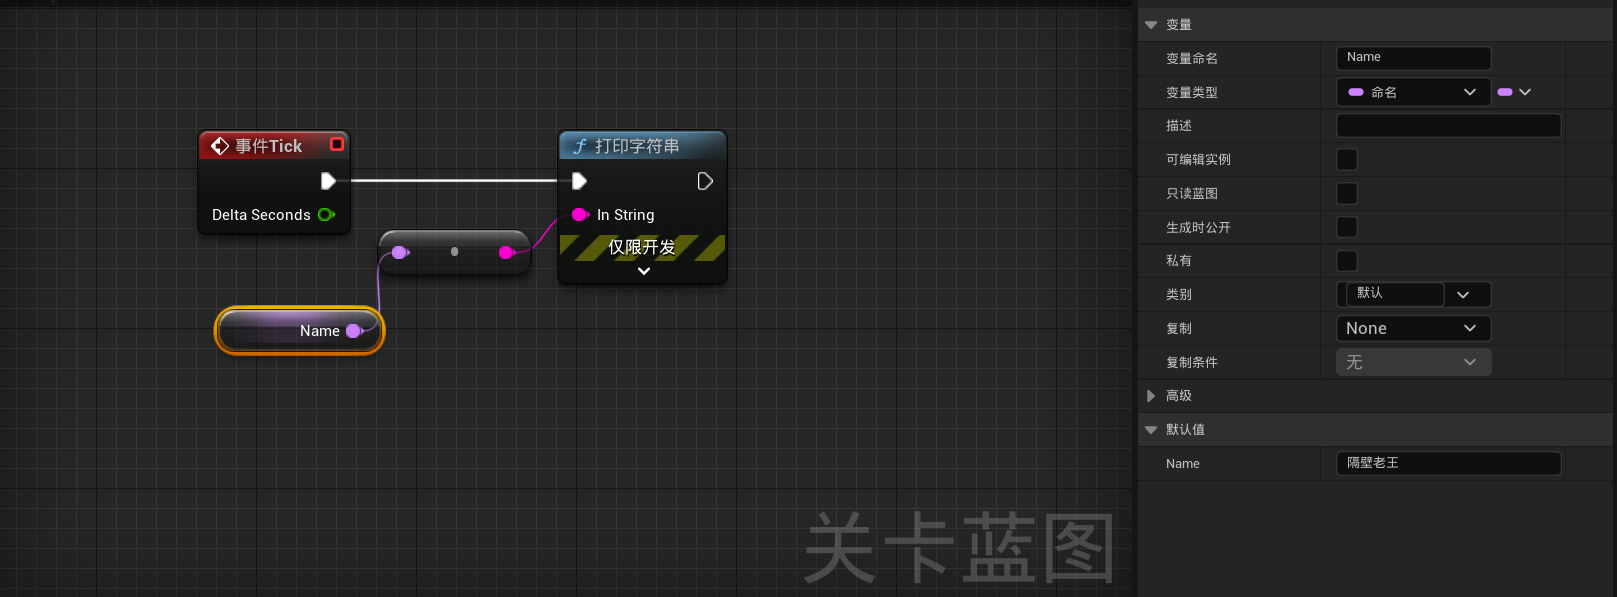 事件Tick
Delta Seconds
Name
打印字符串
In String
仅限开发
关卡蓝图
变量
变量命名 Name
变量类型 命名
描述
可编辑实例
只读蓝图
生成时公开
私有
类别 默认
复制 None
复制条件 无
高级
默认值
Name 隔壁老王